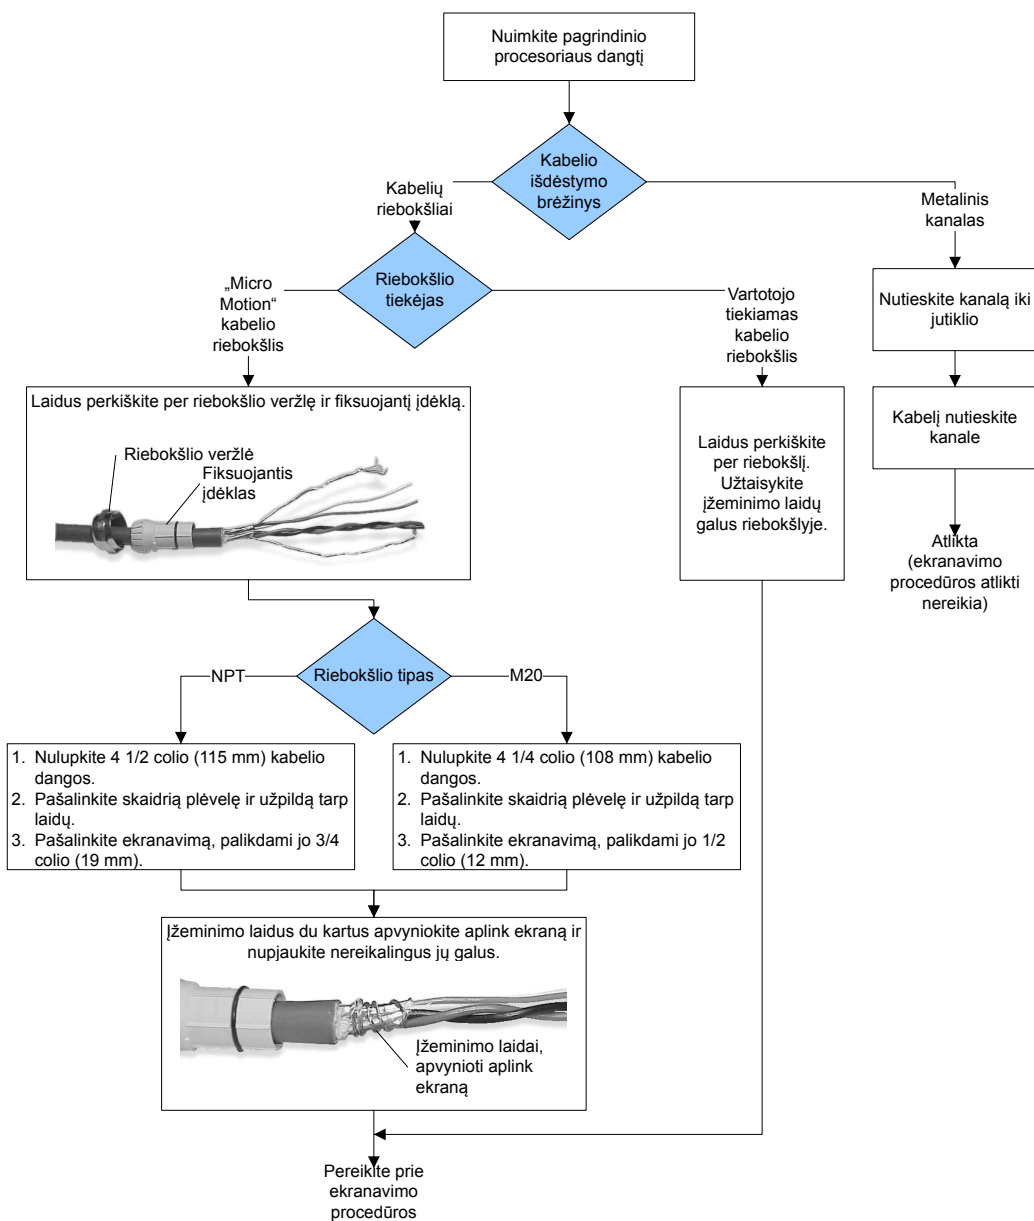 Nuimkite pagrindinio
procesoriaus dangtį
Kabelio
išdėstymo
brėžinys
Kabelių
riebokšliai
Metalinis
kanalas
Riebokšlio
tiekėjas
„Micro
Motion“
kabelio
riebokšlis
Vartotojo
tiekiamas
kabelio
riebokšlis
Nutieskite kanalą iki
jutiklio
Laidus perkiškite per riebokšlio veržlę ir fiksuojantį įdėklą.
Riebokšlio veržlė
Fiksuojantis
įdėklas
Laidus perkiškite
per riebokšlį.
Užtaisykite
įžeminimo laidų
galus riebokšlyje.
Kabelį nutieskite
kanale
Atlikta
(ekranavimo
procedūros atlikti
nereikia)
Riebokšlio tipas
NPT
M20
1. Nulupkite 4 1/2 colio (115 mm) kabelio
dangos.
2. Pašalinkite skaidrią plėvelę ir užpildą tarp
laidų.
3. Pašalinkite ekranavimą, palikdami jo 3/4
colio (19 mm).
1. Nulupkite 4 1/4 colio (108 mm) kabelio
dangos.
2. Pašalinkite skaidrią plėvelę ir užpildą tarp
laidų.
3. Pašalinkite ekranavimą, palikdami jo 1/2
colio (12 mm).
Įžeminimo laidus du kartus apvyniokite aplink ekraną ir
nupjaukite nereikalingus jų galus.
Įžeminimo laidai,
apvynioti aplink
ekraną
Pereikite prie
ekranavimo
procedūros